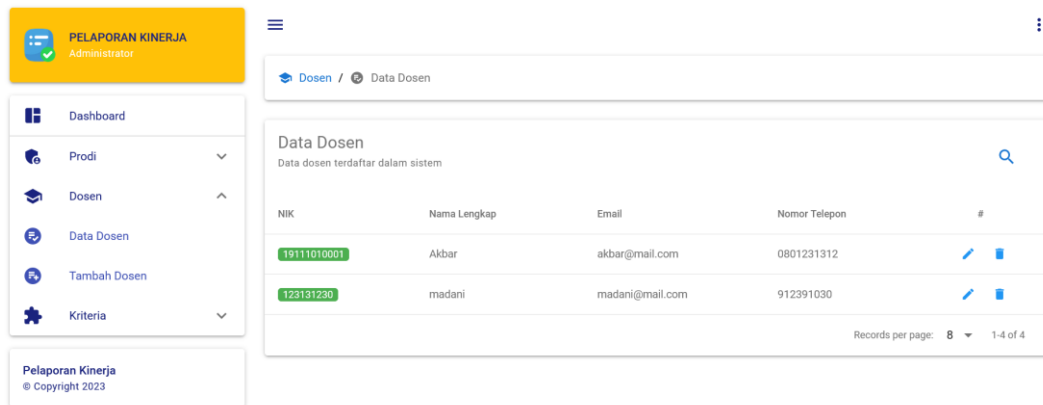 PELAPORAN KINERJA
Administrator
Dashboard
Prodi
Dosen
Data Dosen
Tambah Dosen
Kriteria
Pelaporan Kinerja
© Copyright 2023
Dosen / Data Dosen
Data Dosen
Data dosen terdaftar dalam sistem
NIK Nama Lengkap Email Nomor Telepon #
19111010001 Akbar akbar@mail.com 0801231312
123131230 madani madani@mail.com 912391030
Records per page: 8 1-4 of 4